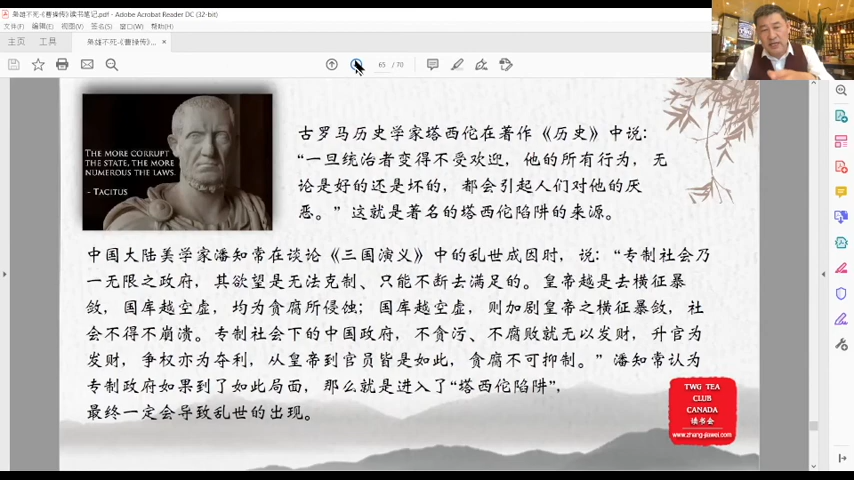 枭雄不死-《曹操传》读书笔记.pdf - Adobe Acrobat Reader DC (32-bit)
文件(F) 编辑(E) 视图(V) 签名(S) 窗口(W) 帮助(H)
主页 工具 枭雄不死-《曹操传》... ×
65 / 70
THE MORE CORRUPT
THE STATE, THE MORE
NUMEROUS THE LAWS.
- TACITUS
古罗马历史学家塔西佗在著作《历史》中说：
“一旦统治者变得不受欢迎，他的所有行为，无
论是好的还是坏的，都会引起人们对他的厌
恶。”这就是著名的塔西佗陷阱的来源。
中国大陆美学家潘知常在谈论《三国演义》中的乱世成因时，说：“专制社会乃
一无限之政府，其欲望是无法克制、只能不断去满足的。皇帝越是去横征暴
敛，国库越空虚，均为贪腐所侵蚀；国库越空虚，则加剧皇帝之横征暴敛，社
会不得不崩溃。专制社会下的中国政府，不贪污、不腐败就无以发财，升官为
发财，争权亦为夺利，从皇帝到官员皆是如此，贪腐不可抑制。”潘知常认为
专制政府如果到了如此局面，那么就是进入了“塔西佗陷阱”，
最终一定会导致乱世的出现。
TWG TEA
CLUB
CANADA
读书会
www.zhang-jiawei.com